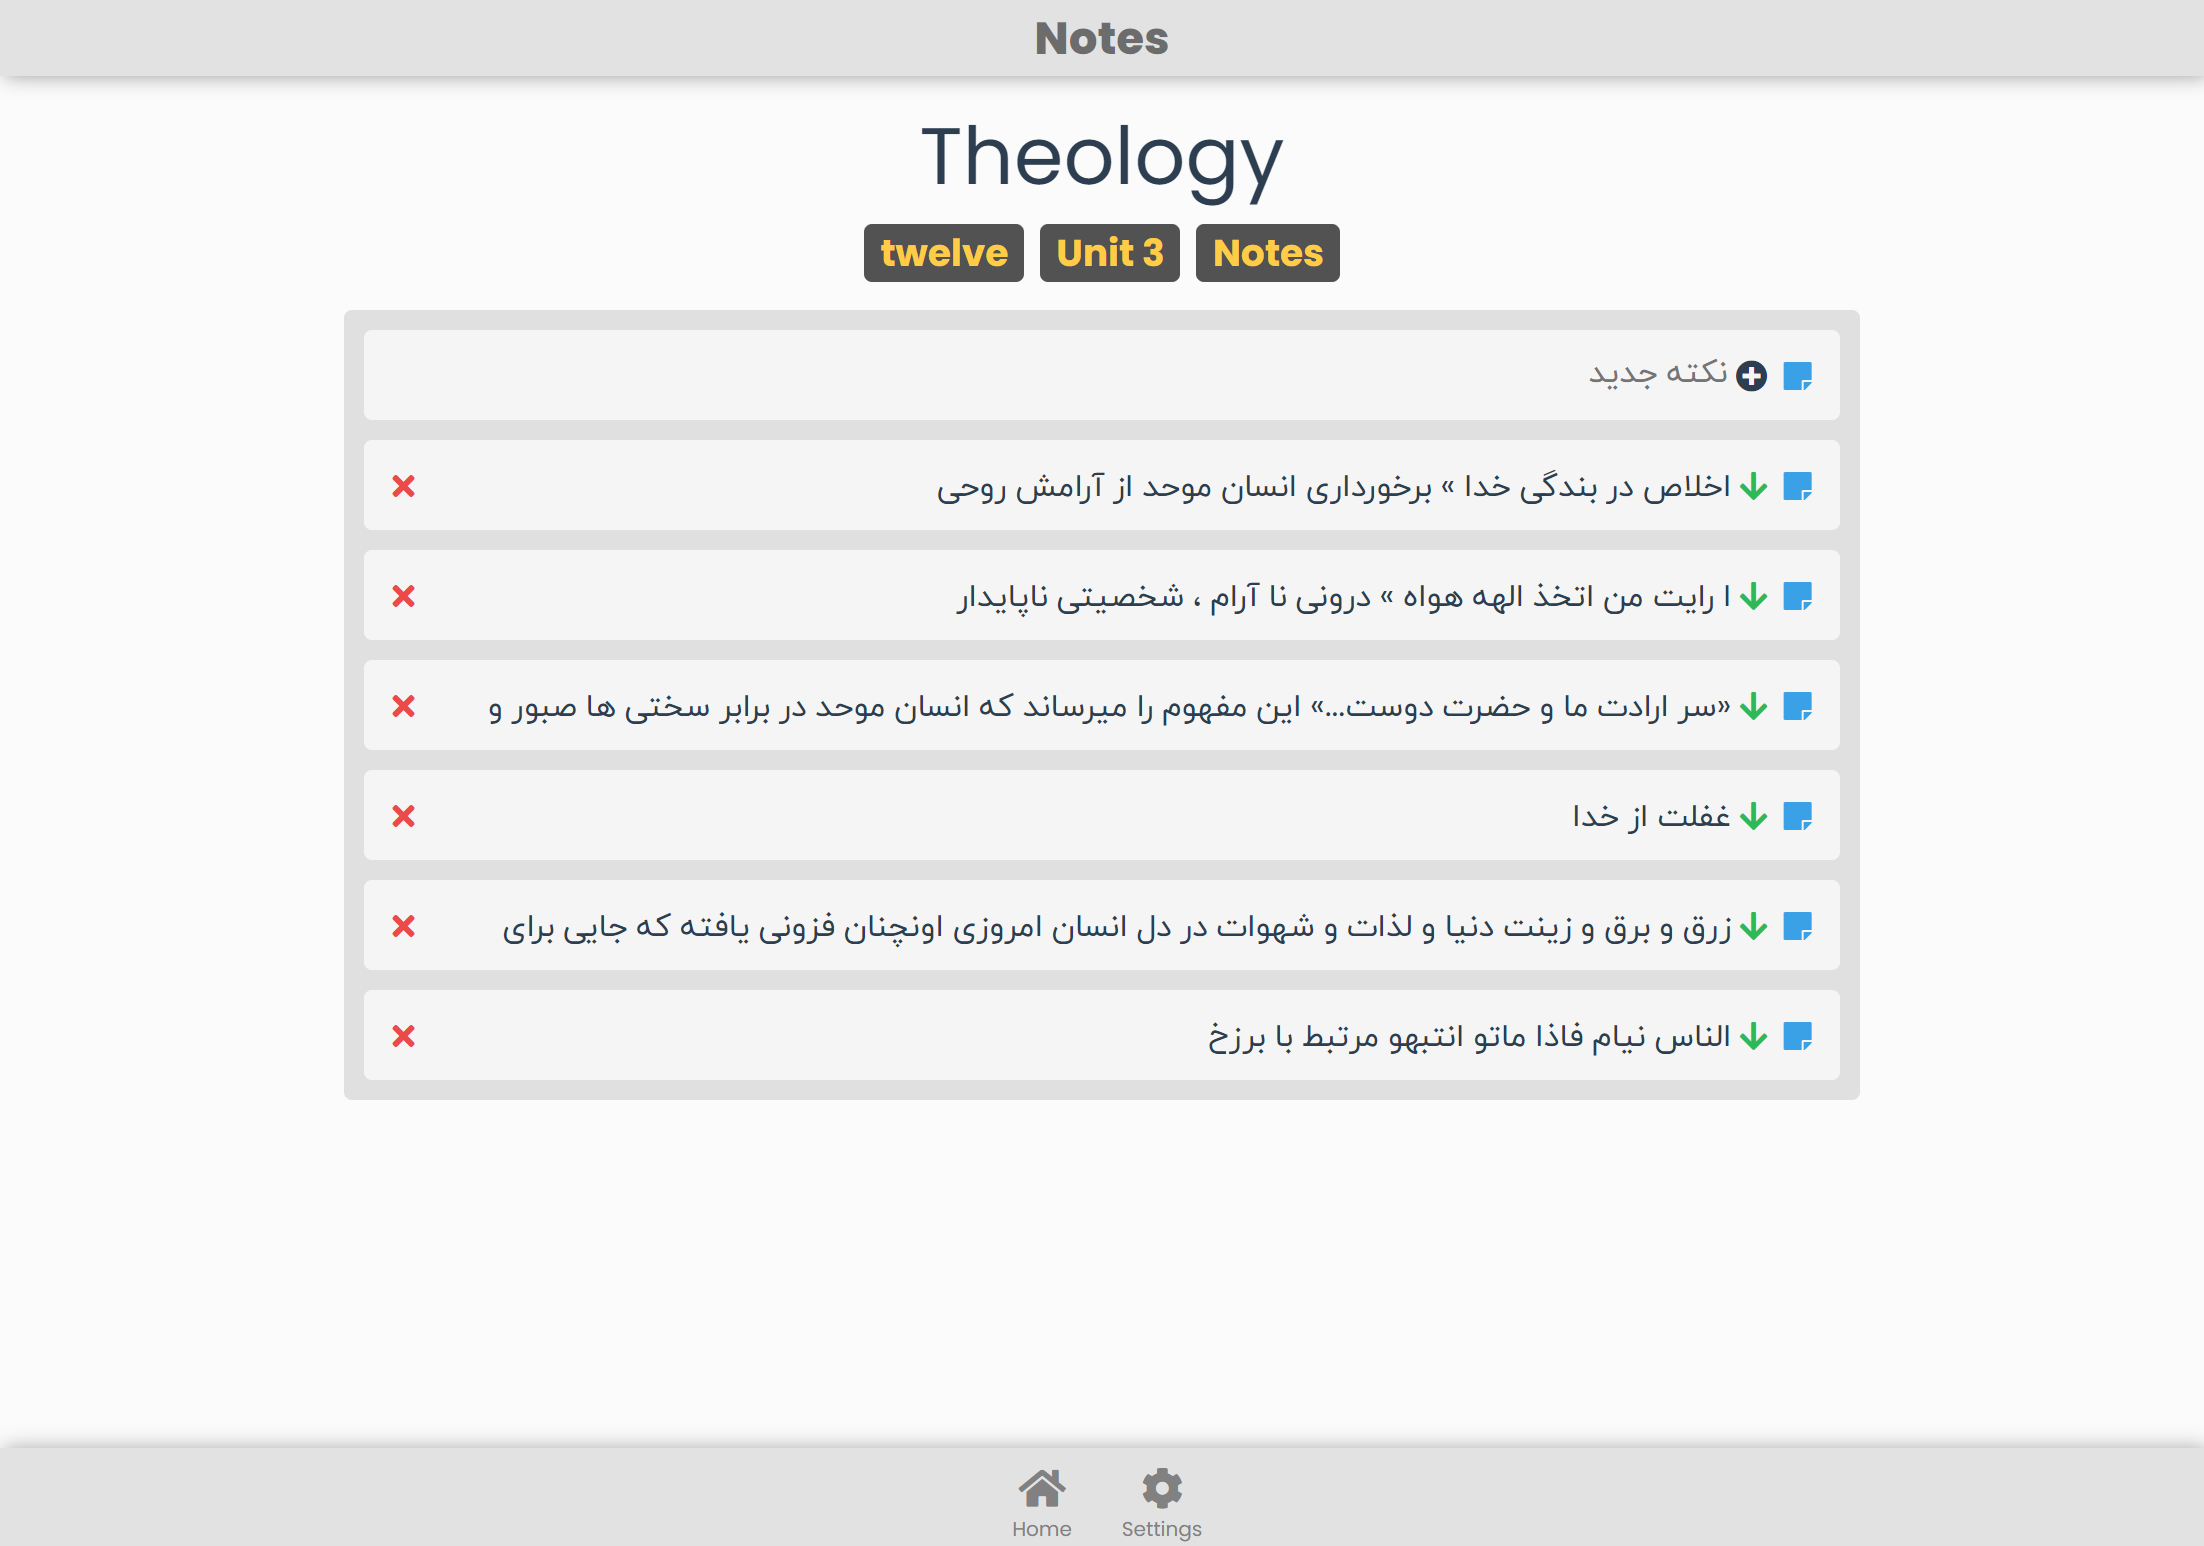 Notes
Theology
twelve Unit 3 Notes
نکته جدید
اخلاص در بندگی خدا » برخورداری انسان موحد از آرامش روحی
ا رایت من اتخذ الهه هواه » درونی نا آرام ، شخصیتی ناپایدار
«سر ارادت ما و حضرت دوست...» این مفهوم را میرساند که انسان موحد در برابر سختی ها صبور و
غفلت از خدا
زرق و برق و زینت دنیا و لذات و شهوات در دل انسان امروزی اونچنان فزونی یافته که جایی برای
الناس نیام فاذا ماتو انتبهو مرتبط با برزخ
Home Settings